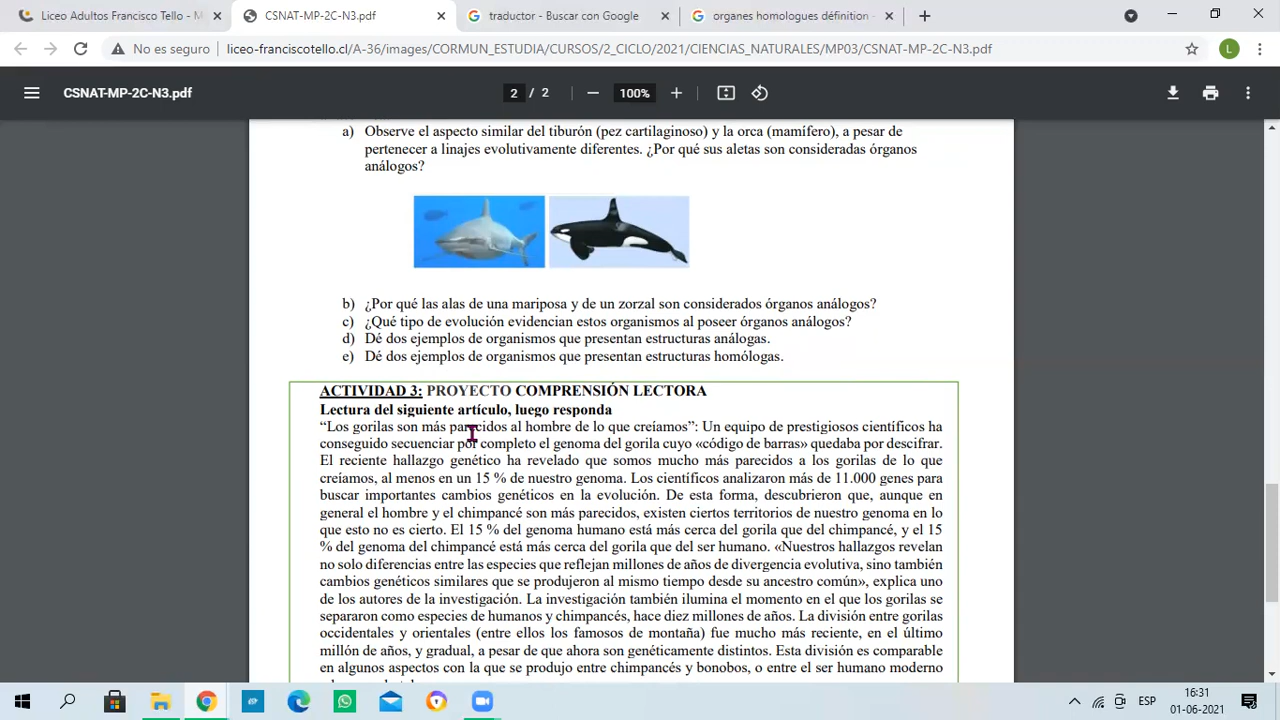 Liceo Adultos Francisco Tello - M
CSNAT-MP-2C-N3.pdf
traductor - Buscar con Google
organes homologues définition -
No es seguro
liceo-franciscotello.cl/A-36/images/CORMUN_ESTUDIA/CURSOS/2_CICLO/2021/CIENCIAS_NATURALES/MP03/CSNAT-MP-2C-N3.pdf
L
CSNAT-MP-2C-N3.pdf
2 / 2
100%
a) Observe el aspecto similar del tiburón (pez cartilaginoso) y la orca (mamífero), a pesar de
pertenecer a linajes evolutivamente diferentes. ¿Por qué sus aletas son consideradas órganos
análogos?
b) ¿Por qué las alas de una mariposa y de un zorzal son considerados órganos análogos?
c) ¿Qué tipo de evolución evidencian estos organismos al poseer órganos análogos?
d) Dé dos ejemplos de organismos que presentan estructuras análogas.
e) Dé dos ejemplos de organismos que presentan estructuras homólogas.
ACTIVIDAD 3: PROYECTO COMPRENSIÓN LECTORA
Lectura del siguiente artículo, luego responda
“Los gorilas son más parecidos al hombre de lo que creíamos”: Un equipo de prestigiosos científicos ha
conseguido secuenciar por completo el genoma del gorila cuyo «código de barras» quedaba por descifrar.
El reciente hallazgo genético ha revelado que somos mucho más parecidos a los gorilas de lo que
creíamos, al menos en un 15 % de nuestro genoma. Los científicos analizaron más de 11.000 genes para
buscar importantes cambios genéticos en la evolución. De esta forma, descubrieron que, aunque en
general el hombre y el chimpancé son más parecidos, existen ciertos territorios de nuestro genoma en lo
que esto no es cierto. El 15 % del genoma humano está más cerca del gorila que del chimpancé, y el 15
% del genoma del chimpancé está más cerca del gorila que del ser humano. «Nuestros hallazgos revelan
no solo diferencias entre las especies que reflejan millones de años de divergencia evolutiva, sino también
cambios genéticos similares que se produjeron al mismo tiempo desde su ancestro común», explica uno
de los autores de la investigación. La investigación también ilumina el momento en el que los gorilas se
separaron como especies de humanos y chimpancés, hace diez millones de años. La división entre gorilas
occidentales y orientales (entre ellos los famosos de montaña) fue mucho más reciente, en el último
millón de años, y gradual, a pesar de que ahora son genéticamente distintos. Esta división es comparable
en algunos aspectos con la que se produjo entre chimpancés y bonobos, o entre el ser humano moderno
ESP
16:31
01-06-2021